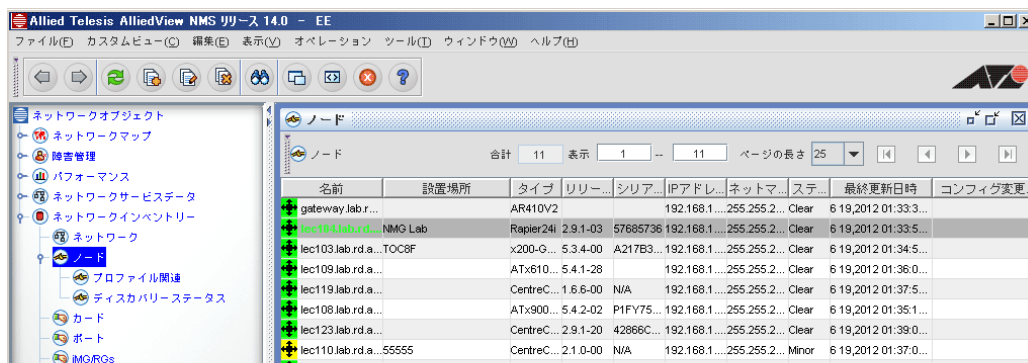 Allied Telesis AlliedView NMS リリース 14.0 - EE
ファイル(F) カスタムビュー(C) 編集(E) 表示(V) オペレーション ツール(T) ウィンドウ(W) ヘルプ(H)
ネットワークオブジェクト
ネットワークマップ
障害管理
パフォーマンス
ネットワークサービスデータ
ネットワークインベントリー
ネットワーク
ノード
プロファイル関連
ディスカバリーステータス
カード
ポート
iMG/RGs
ノード
ノード 合計 11 表示 1 -- 11 ページの長さ 25
名前 設置場所 タイプ リリー... シリア... IPアドレ... ネットマ... ステ... 最終更新日時 コンフィグ変更
gateway.lab.r... AR410V2 192.168.1.... 255.255.2... Clear 6 19,2012 01:33:3...
NMG Lab Rapier24i 2.9.1-03 57685736 192.168.1.... 255.255.2... Clear 6 19,2012 01:33:5...
lec103.lab.rd.a... TOC8F x200-G... 5.3.4-00 A217B3... 192.168.1.... 255.255.2... Clear 6 19,2012 01:34:5...
lec109.lab.rd.a... ATx610... 5.4.1-28 192.168.1.... 255.255.2... Clear 6 19,2012 01:36:0...
lec119.lab.rd.a... CentreC... 1.6.6-00 N/A 192.168.1.... 255.255.2... Clear 6 19,2012 01:37:5...
lec108.lab.rd.a... ATx900... 5.4.2-02 P1FY75... 192.168.1.... 255.255.2... Clear 6 19,2012 01:35:1...
lec123.lab.rd.a... CentreC... 2.9.1-20 42866C... 192.168.1.... 255.255.2... Clear 6 19,2012 01:39:0...
lec110.lab.rd.a... 55555 CentreC... 2.1.0-00 N/A 192.168.1.... 255.255.2... Minor 6 19,2012 01:37:0...